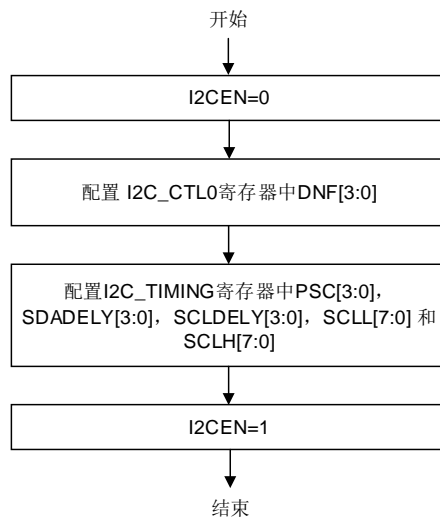 开始
I2CEN=0
配置 I2C_CTL0寄存器中DNF[3:0]
配置I2C_TIMING寄存器中PSC[3:0]，
SDADELY[3:0]，SCLDELY[3:0]，SCLL[7:0] 和
SCLH[7:0]
I2CEN=1
结束